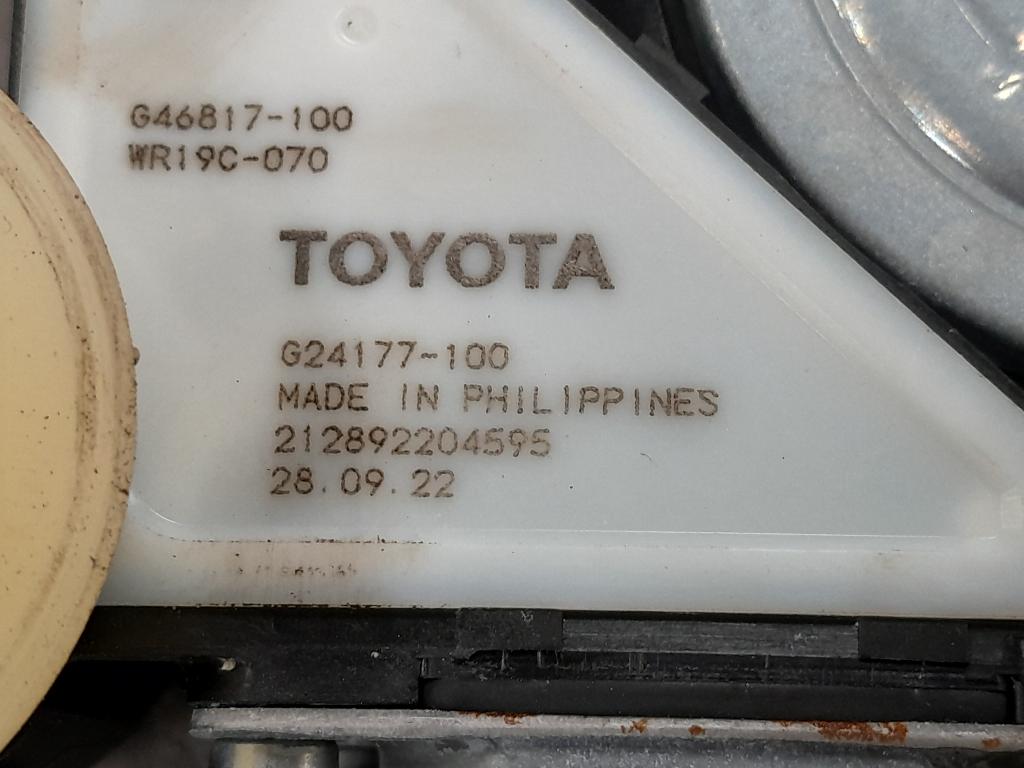 G46817-100
WR19C-070
TOYOTA
G24177-100
MADE IN PHILIPPINES
212892204595
28.09.22